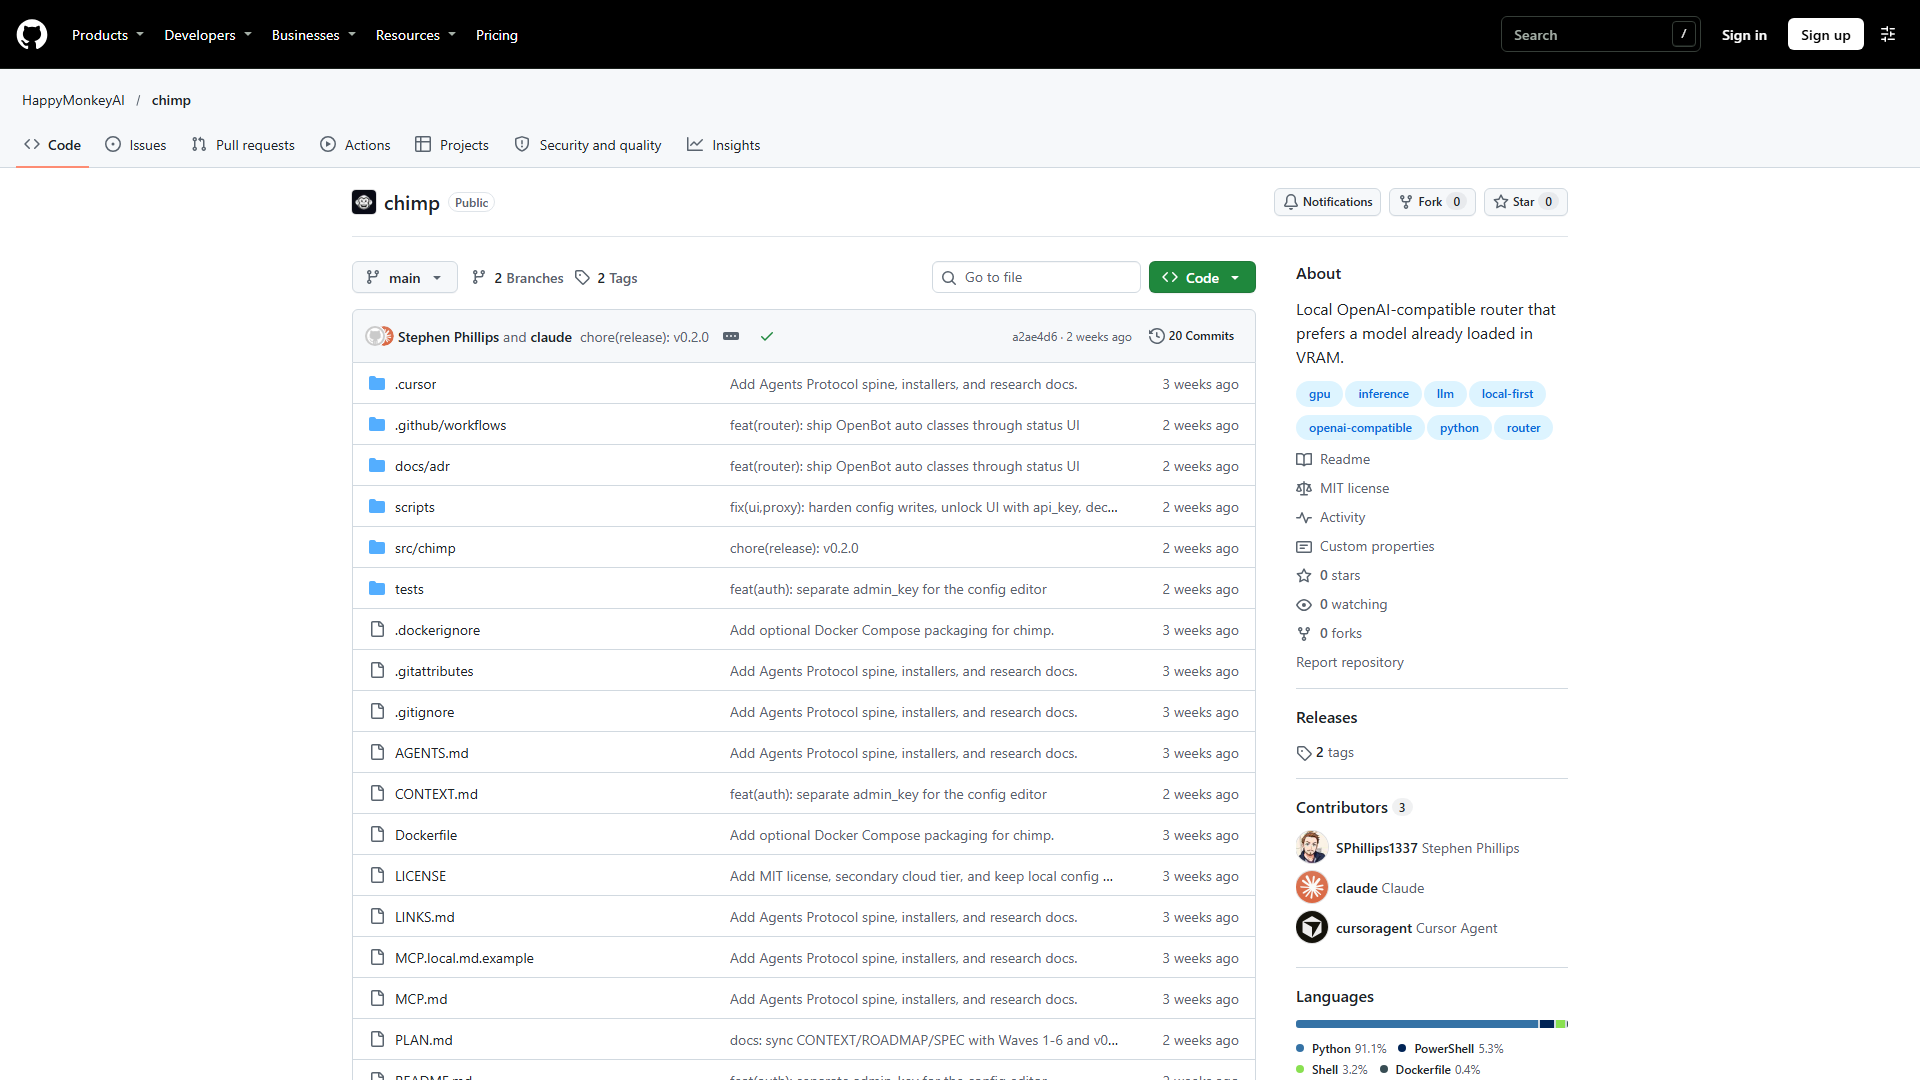 Products Developers Businesses Resources Pricing Search / Sign in Sign up
HappyMonkeyAI / chimp
Code Issues Pull requests Actions Projects Security and quality Insights
chimp Public Notifications Fork 0 Star 0
main 2 Branches 2 Tags Go to file Code
Stephen Phillips and claude chore(release): v0.2.0 a2ae4d6 · 2 weeks ago 20 Commits
.cursor Add Agents Protocol spine, installers, and research docs. 3 weeks ago
.github/workflows feat(router): ship OpenBot auto classes through status UI 2 weeks ago
docs/adr feat(router): ship OpenBot auto classes through status UI 2 weeks ago
scripts fix(ui,proxy): harden config writes, unlock UI with api_key, dec... 2 weeks ago
src/chimp chore(release): v0.2.0 2 weeks ago
tests feat(auth): separate admin_key for the config editor 2 weeks ago
.dockerignore Add optional Docker Compose packaging for chimp. 3 weeks ago
.gitattributes Add Agents Protocol spine, installers, and research docs. 3 weeks ago
.gitignore Add Agents Protocol spine, installers, and research docs. 3 weeks ago
AGENTS.md Add Agents Protocol spine, installers, and research docs. 3 weeks ago
CONTEXT.md feat(auth): separate admin_key for the config editor 2 weeks ago
Dockerfile Add optional Docker Compose packaging for chimp. 3 weeks ago
LICENSE Add MIT license, secondary cloud tier, and keep local config ... 3 weeks ago
LINKS.md Add Agents Protocol spine, installers, and research docs. 3 weeks ago
MCP.local.md.example Add Agents Protocol spine, installers, and research docs. 3 weeks ago
MCP.md Add Agents Protocol spine, installers, and research docs. 3 weeks ago
PLAN.md docs: sync CONTEXT/ROADMAP/SPEC with Waves 1-6 and v0... 2 weeks ago
README.md feat(auth): separate admin_key for the config editor 2 weeks ago
About
Local OpenAI-compatible router that
prefers a model already loaded in
VRAM.
gpu inference llm local-first
openai-compatible python router
Readme
MIT license
Activity
Custom properties
0 stars
0 watching
0 forks
Report repository
Releases
2 tags
Contributors 3
SPhillips1337 Stephen Phillips
claude Claude
cursoragent Cursor Agent
Languages
Python 91.1% PowerShell 5.3%
Shell 3.2% Dockerfile 0.4%